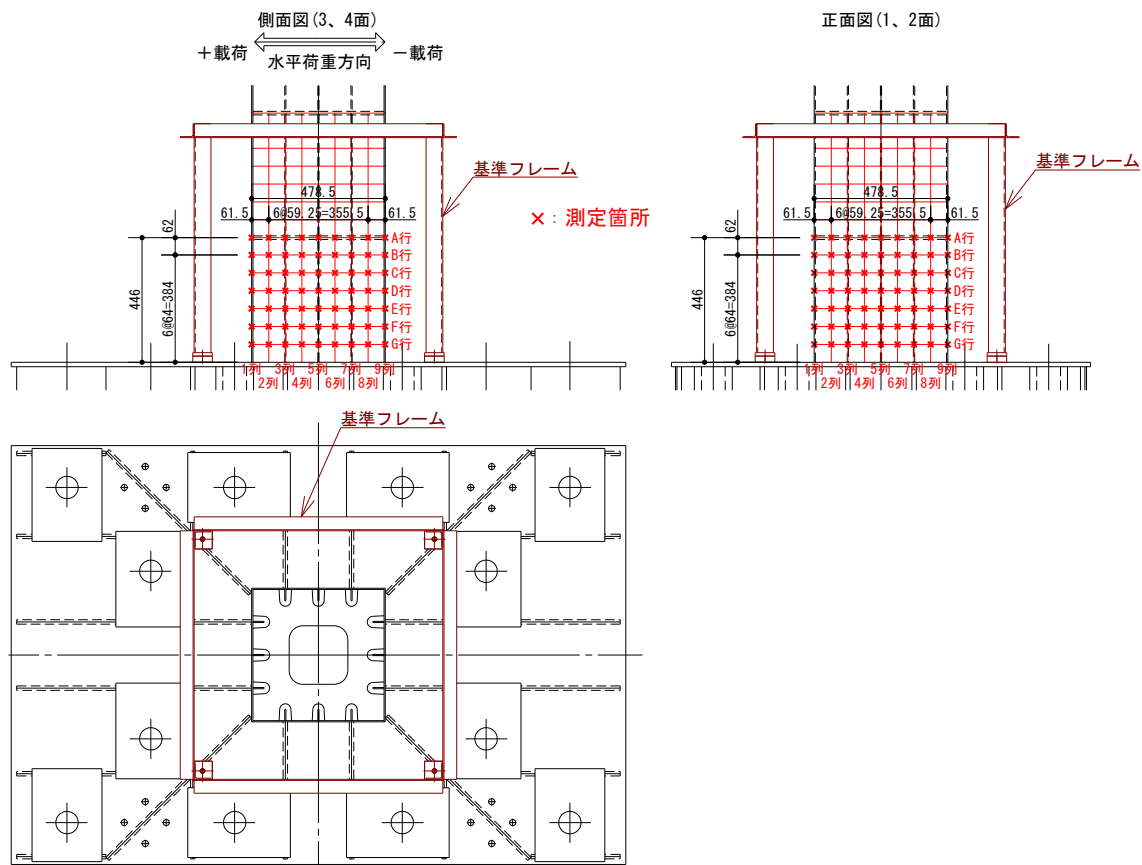 側面図(3、4面)
＋載荷
水平荷重方向
－載荷
基準フレーム
478.5
61.5
6@59.25=355.5
61.5
×：測定箇所
62
446
6@64=384
A行
B行
C行
D行
E行
F行
G行
1列
3列
5列
7列
9列
2列
4列
6列
8列
正面図(1、2面)
基準フレーム
478.5
61.5
6@59.25=355.5
61.5
62
446
6@64=384
A行
B行
C行
D行
E行
F行
G行
1列
3列
5列
7列
9列
2列
4列
6列
8列
基準フレーム